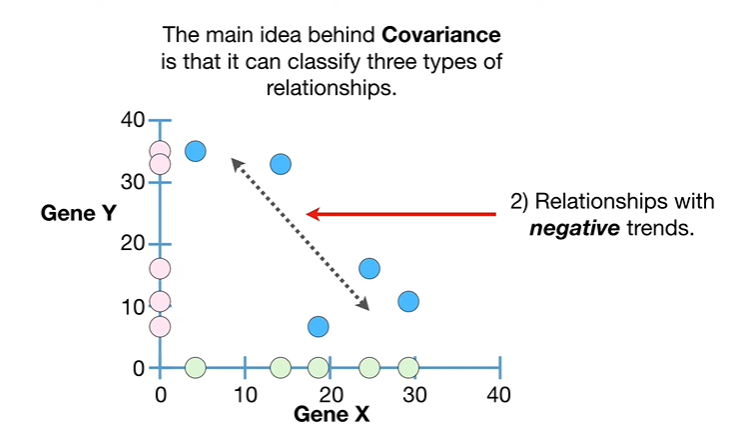 The main idea behind Covariance
is that it can classify three types of
relationships.
40
30
Gene Y
20
10
0
2) Relationships with
negative trends.
0 10 20 30 40
Gene X